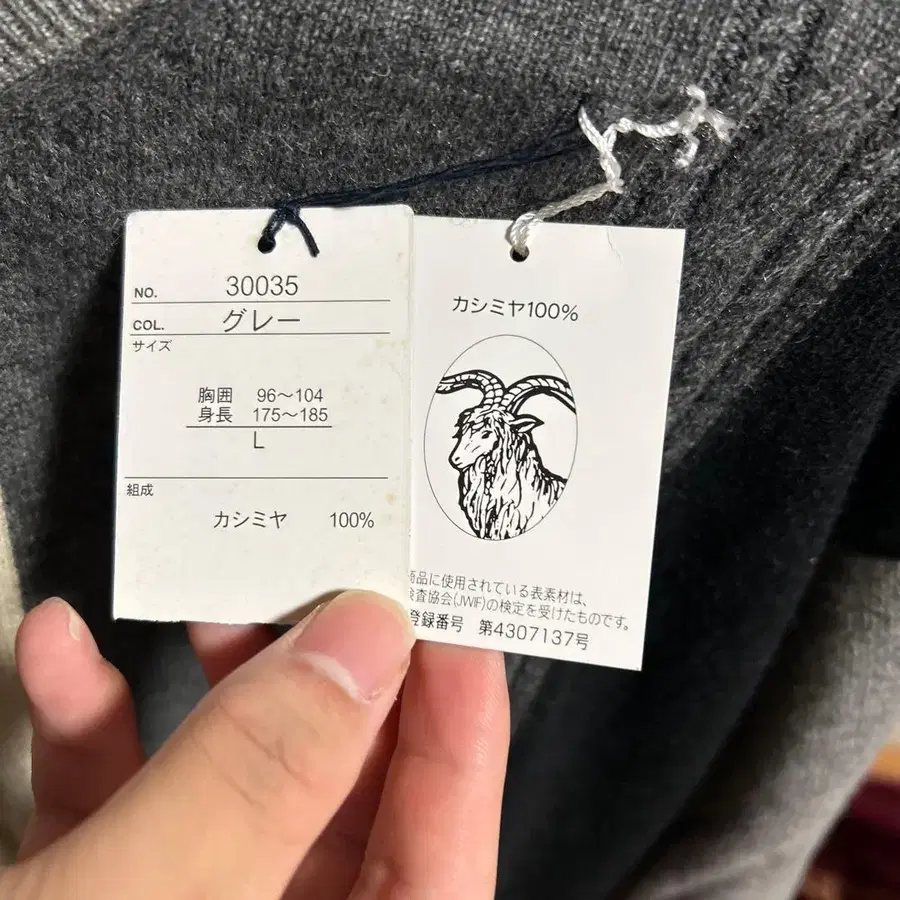 NO. 30035
COL. グレー
サイズ
胸囲 96〜104
身長 175〜185
L
組成
カシミヤ 100%
カシミヤ100%
品に使用されている表素材は、
検査協会(JWIF)の検定を受けたものです。
登録番号 第4307137号